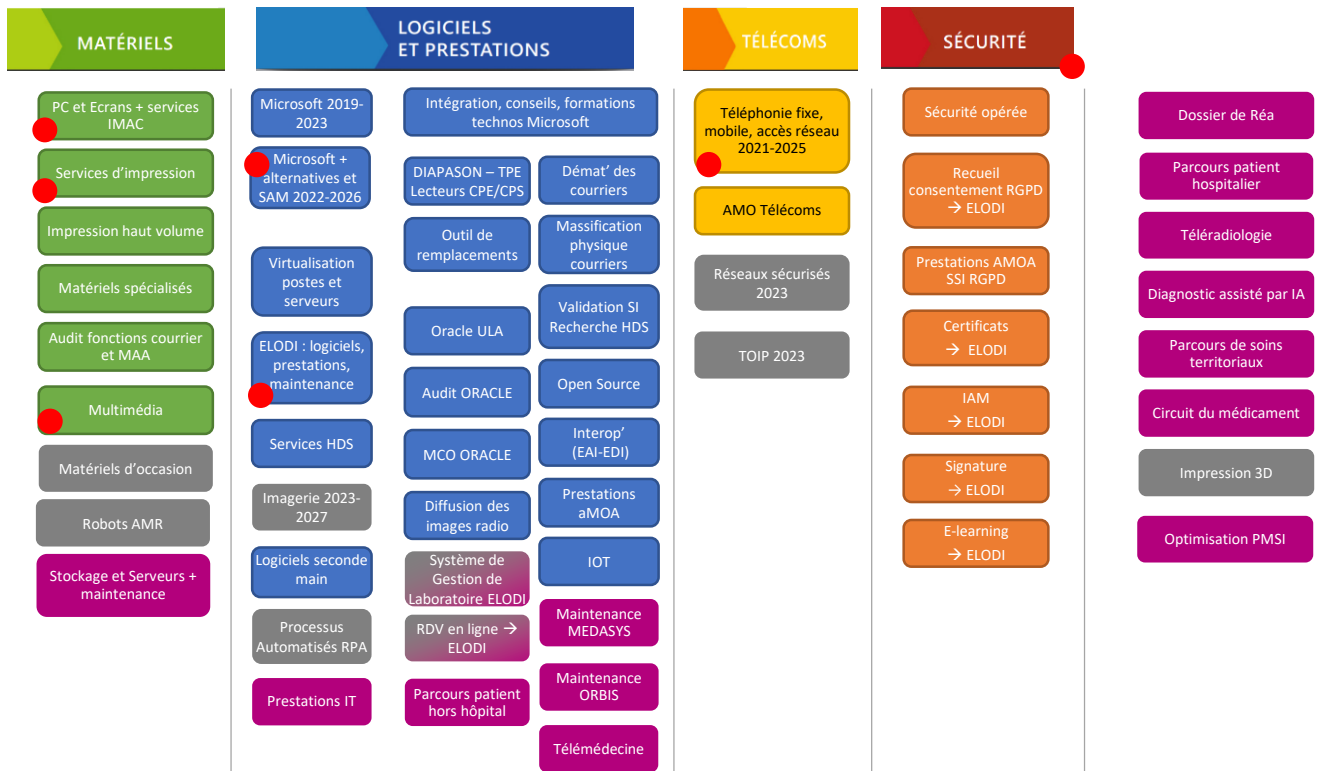 MATÉRIELS
PC et Ecrans + services
IMAC
Services d'impression
Impression haut volume
Matériels spécialisés
Audit fonctions courrier
et MAA
Multimédia
Matériels d'occasion
Robots AMR
Stockage et Serveurs +
maintenance
LOGICIELS
ET PRESTATIONS
Microsoft 2019-
2023
Microsoft +
alternatives et
SAM 2022-2026
Virtualisation
postes et
serveurs
ELODI : logiciels,
prestations,
maintenance
Services HDS
Imagerie 2023-
2027
Logiciels seconde
main
Processus
Automatisés RPA
Prestations IT
Intégration, conseils, formations
technos Microsoft
DIAPASON – TPE
Lecteurs CPE/CPS
Outil de
remplacements
Oracle ULA
Audit ORACLE
MCO ORACLE
Diffusion des
images radio
Système de
Gestion de
Laboratoire ELODI
RDV en ligne →
ELODI
Parcours patient
hors hôpital
Démat' des
courriers
Massification
physique
courriers
Validation SI
Recherche HDS
Open Source
Interop'
(EAI-EDI)
Prestations
aMOA
IOT
Maintenance
MEDASYS
Maintenance
ORBIS
Télémédecine
TÉLÉCOMS
Téléphonie fixe,
mobile, accès réseau
2021-2025
AMO Télécoms
Réseaux sécurisés
2023
TOIP 2023
SÉCURITÉ
Sécurité opérée
Recueil
consentement RGPD
→ ELODI
Prestations AMOA
SSI RGPD
Certificats
→ ELODI
IAM
→ ELODI
Signature
→ ELODI
E-learning
→ ELODI
Dossier de Réa
Parcours patient
hospitalier
Téléradiologie
Diagnostic assisté par IA
Parcours de soins
territoriaux
Circuit du médicament
Impression 3D
Optimisation PMSI